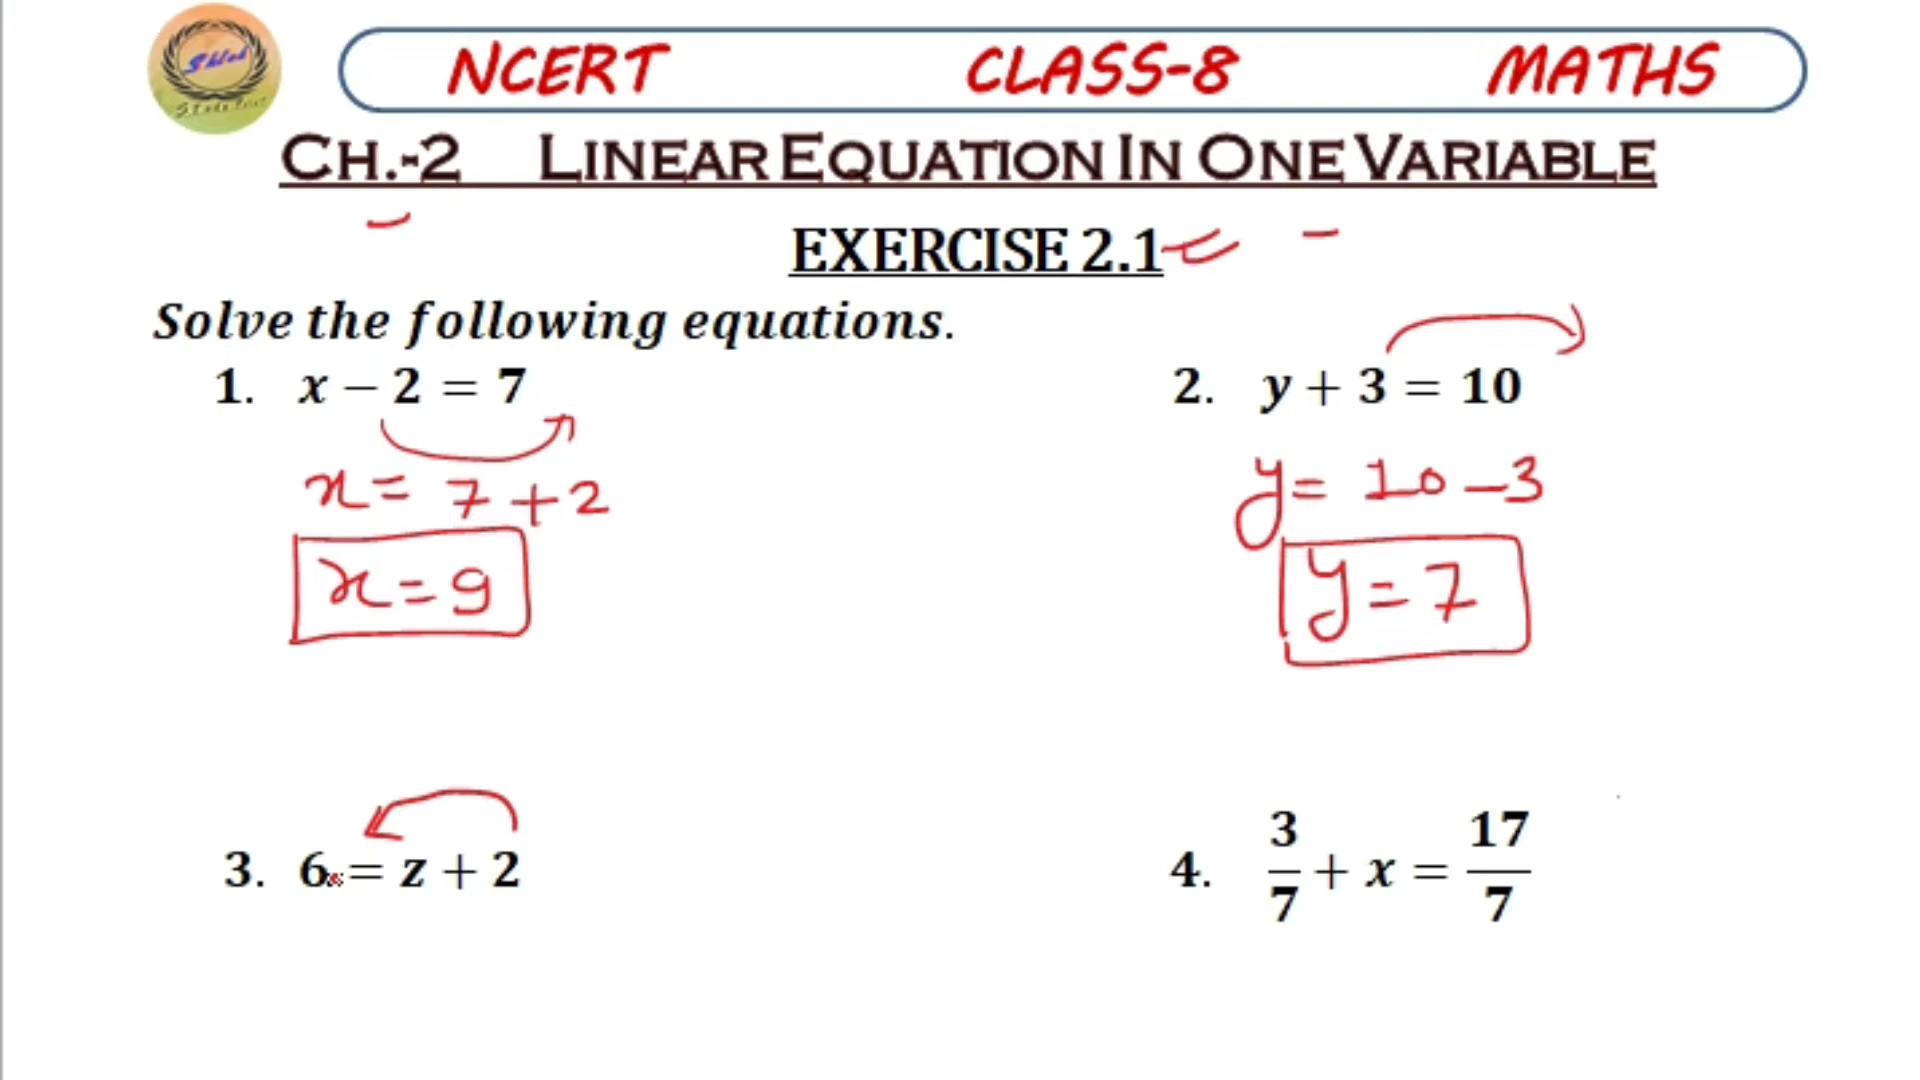 Shlok
NCERT CLASS-8 MATHS
CH.-2 LINEAR EQUATION IN ONE VARIABLE
EXERCISE 2.1
Solve the following equations.
1. x − 2 = 7
x = 7 + 2
x = 9
2. y + 3 = 10
y = 10 − 3
y = 7
3. 6 = z + 2
4. 3/7 + x = 17/7